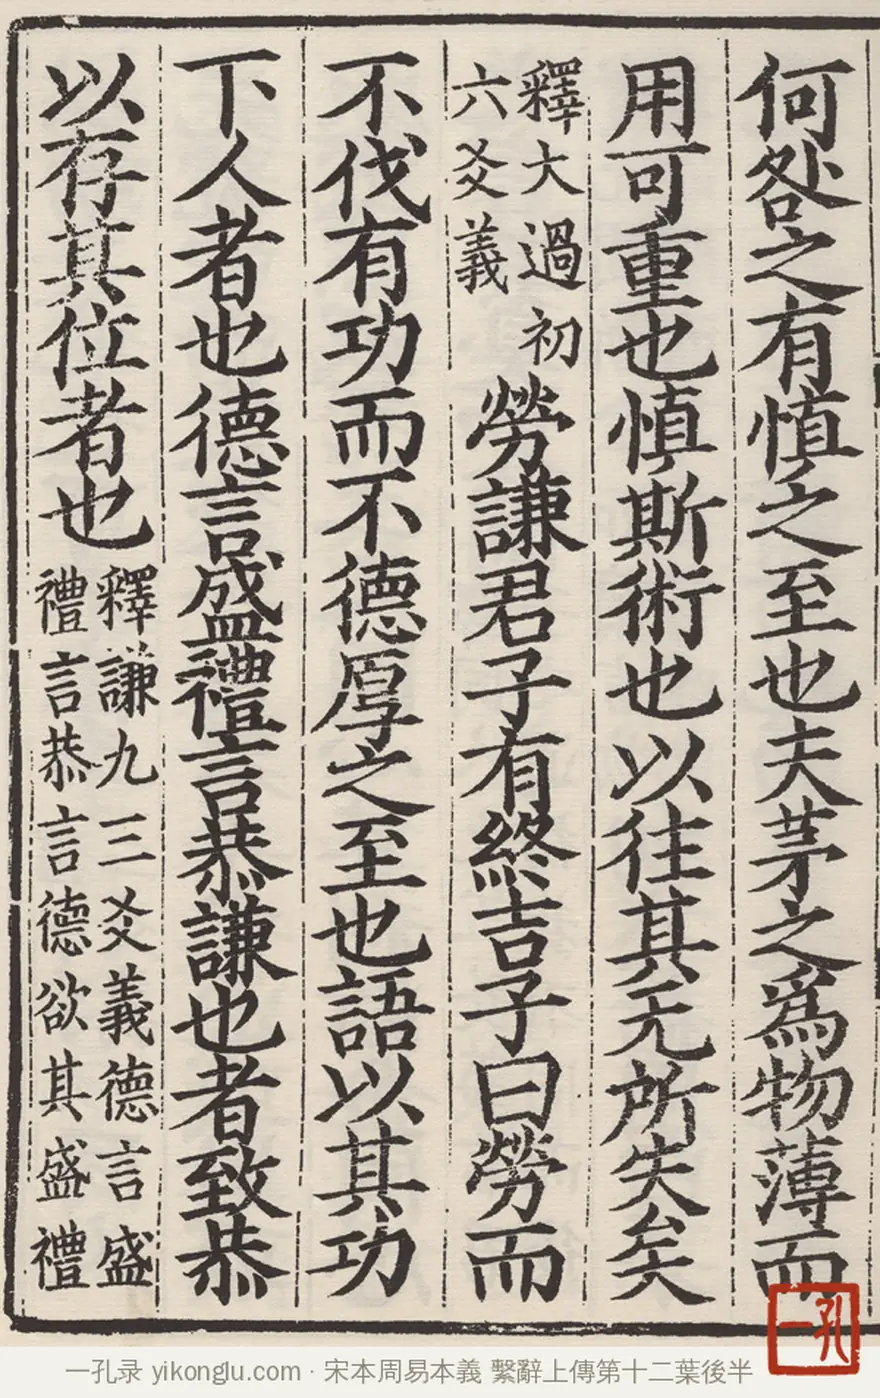 何咎之有慎之至也夫茅之爲物薄而
用可重也慎斯術也以往其无所失矣
釋大過初
六爻義
勞謙君子有終吉子曰勞而
不伐有功而不德厚之至也語以其功
下人者也德言盛禮言恭謙也者致恭
以存其位者也
釋謙九三爻義德言盛
禮言恭言德欲其盛禮
一孔
一孔录 yikonglu.com · 宋本周易本義 繫辭上傳第十二葉後半